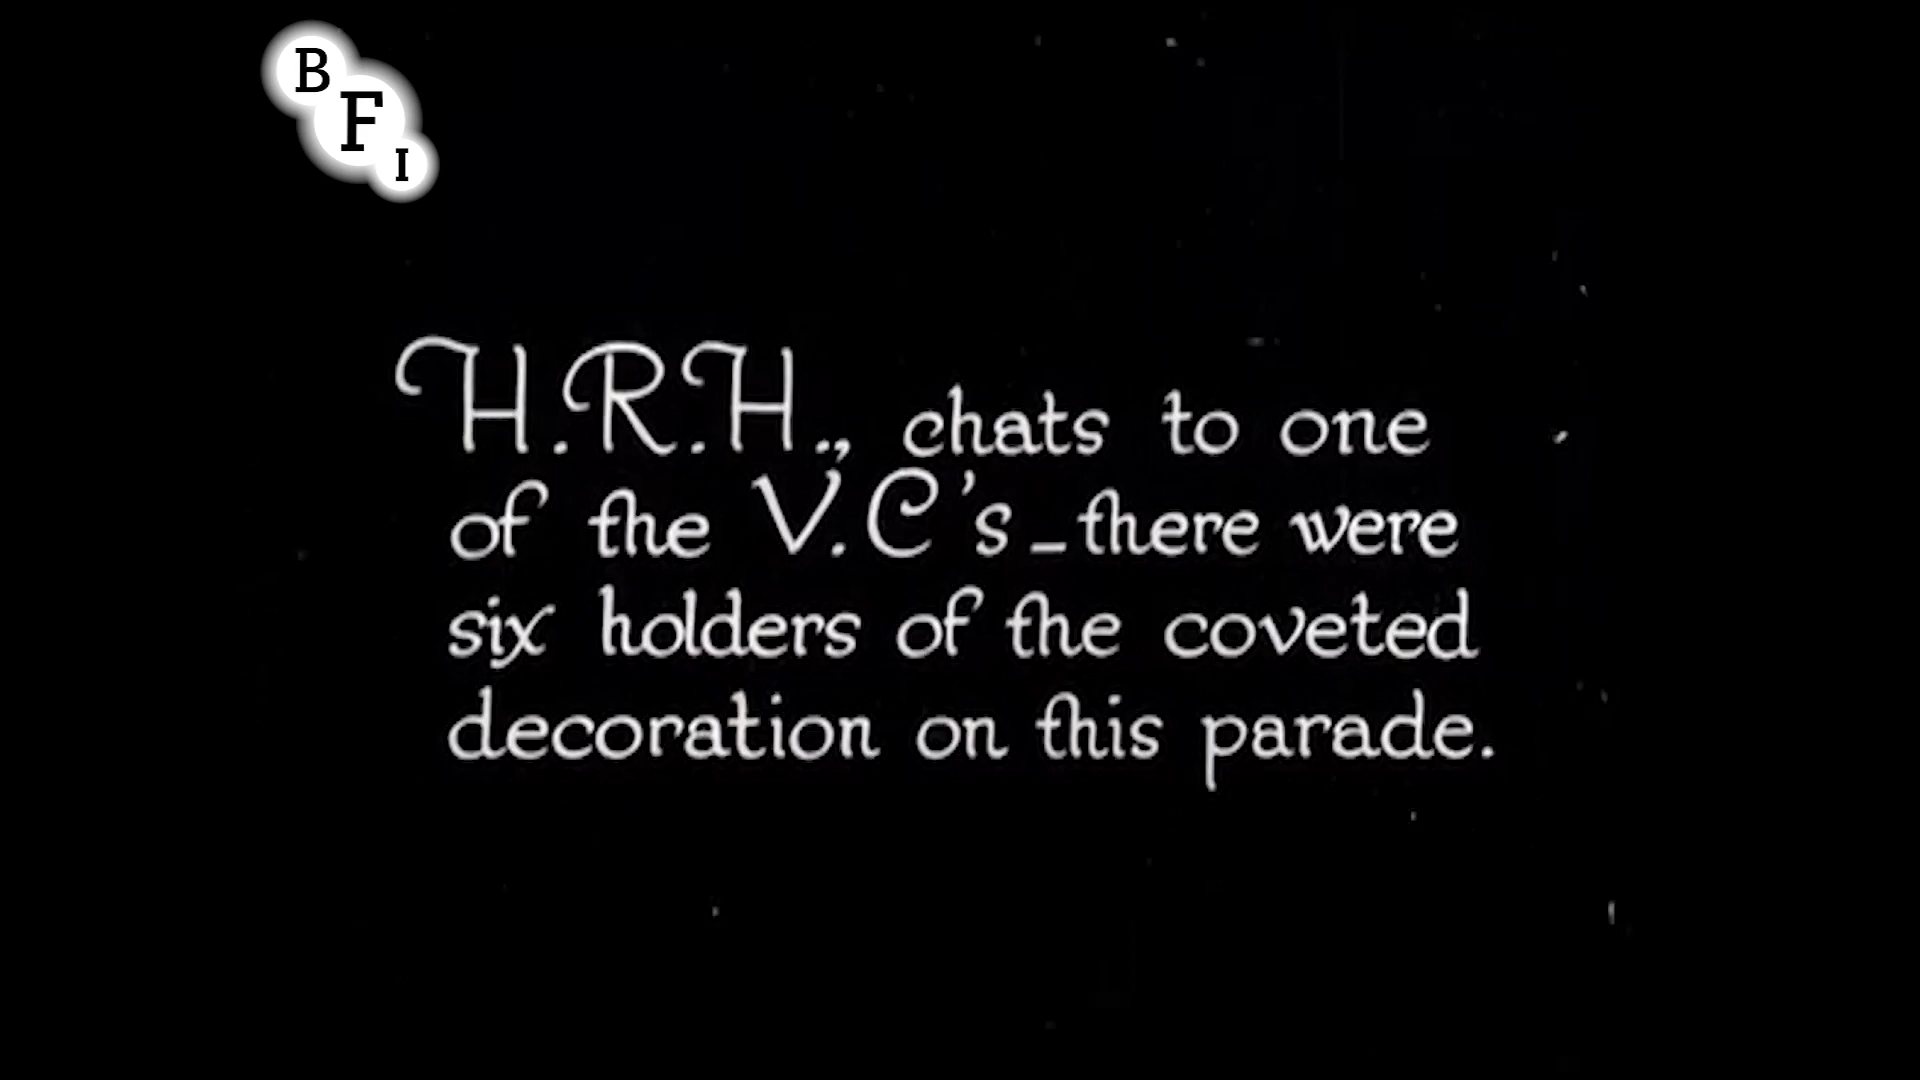 BFI
H.R.H., chats to one
of the V.C's – there were
six holders of the coveted
decoration on this parade.